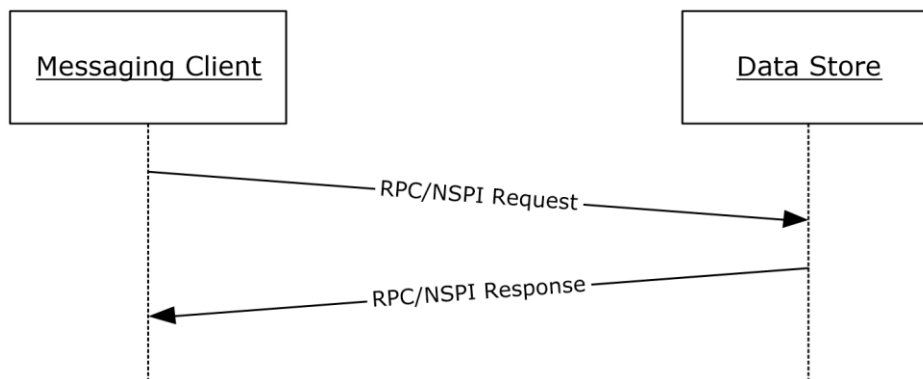 Messaging Client
Data Store
RPC/NSPI Request
RPC/NSPI Response